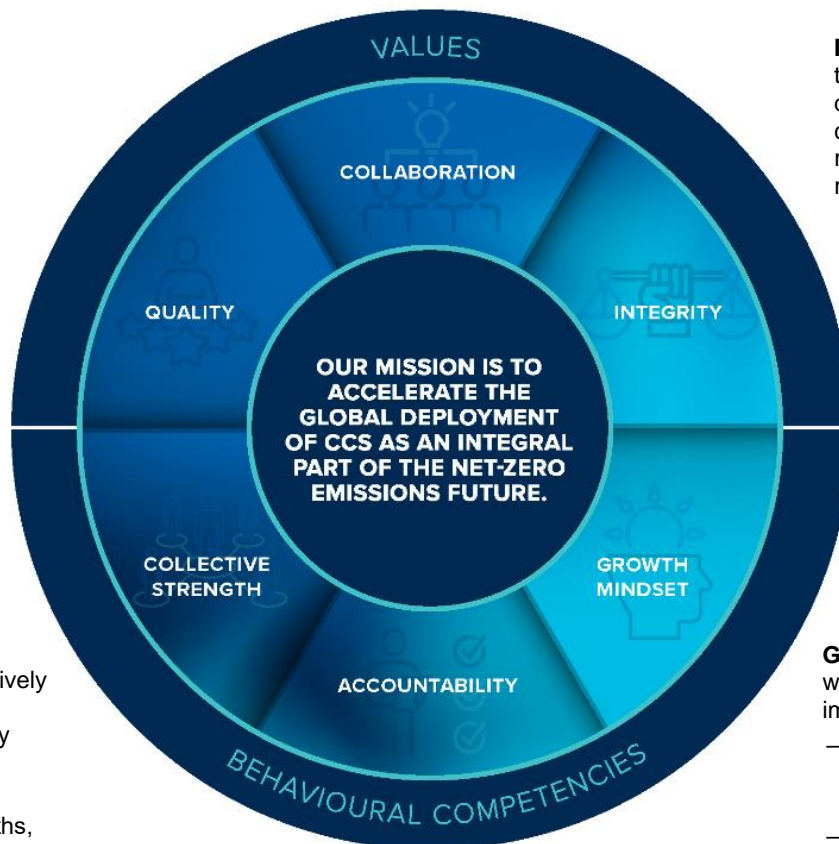 VALUES
COLLABORATION
QUALITY
INTEGRITY
OUR MISSION IS TO
ACCELERATE THE
GLOBAL DEPLOYMENT
OF CCS AS AN INTEGRAL
PART OF THE NET-ZERO
EMISSIONS FUTURE.
COLLECTIVE
STRENGTH
GROWTH
MINDSET
ACCOUNTABILITY
BEHAVIOURAL COMPETENCIES